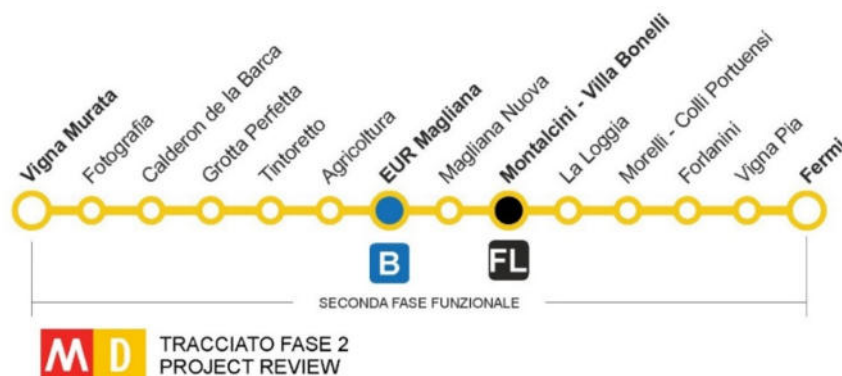 Vigna Murata
Fotografia
Calderon de la Barca
Grotta Perfetta
Tintoretto
Agricoltura
EUR Magliana
Magliana Nuova
Montalcini - Villa Bonelli
La Loggia
Morelli - Colli Portuensi
Forlanini
Vigna Pia
Fermi
B
FL
SECONDA FASE FUNZIONALE
M D
TRACCIATO FASE 2
PROJECT REVIEW